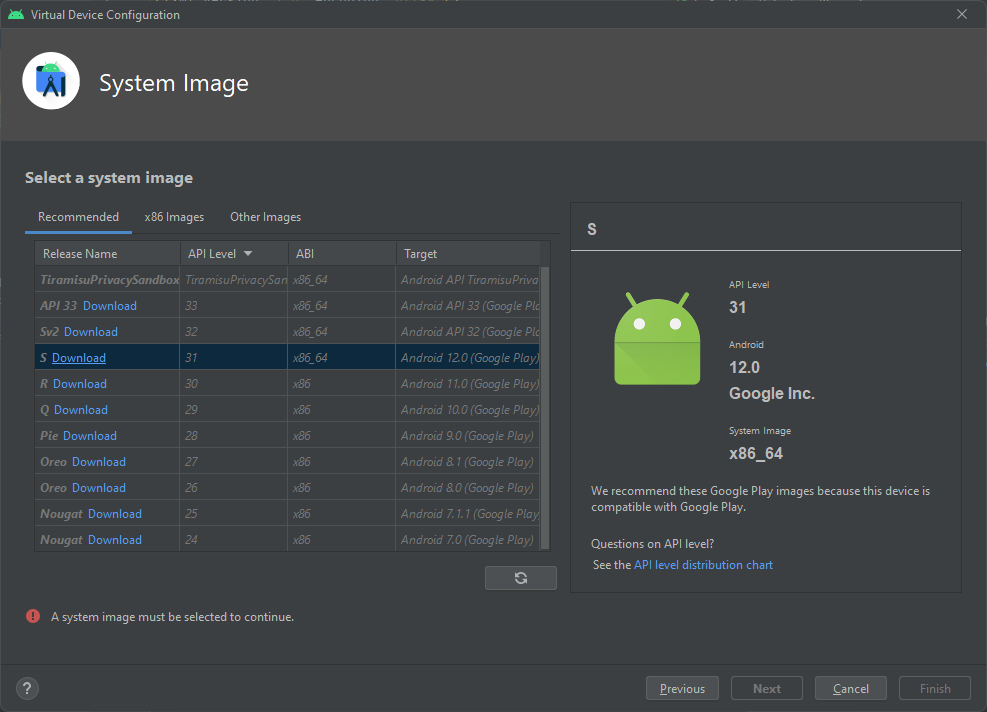 Virtual Device Configuration
System Image
Select a system image
Recommended x86 Images Other Images
Release Name API Level ABI Target
TiramisuPrivacySandbox TiramisuPrivacySan x86_64 Android API TiramisuPriva
API 33 Download 33 x86_64 Android API 33 (Google Pl
Sv2 Download 32 x86_64 Android API 32 (Google Pl
S Download 31 x86_64 Android 12.0 (Google Play)
R Download 30 x86 Android 11.0 (Google Play)
Q Download 29 x86 Android 10.0 (Google Play)
Pie Download 28 x86 Android 9.0 (Google Play)
Oreo Download 27 x86 Android 8.1 (Google Play)
Oreo Download 26 x86 Android 8.0 (Google Play)
Nougat Download 25 x86 Android 7.1.1 (Google Play
Nougat Download 24 x86 Android 7.0 (Google Play)
S
API Level
31
Android
12.0
Google Inc.
System Image
x86_64
We recommend these Google Play images because this device is
compatible with Google Play.
Questions on API level?
See the API level distribution chart
! A system image must be selected to continue.
? Previous Next Cancel Finish